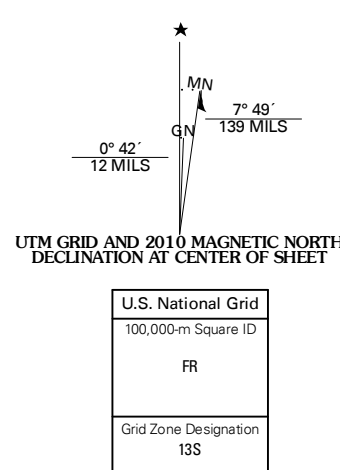 ★
MN
7° 49´
139 MILS
GN
0° 42´
12 MILS
UTM GRID AND 2010 MAGNETIC NORTH
DECLINATION AT CENTER OF SHEET
U.S. National Grid
100,000-m Square ID
FR
Grid Zone Designation
13S